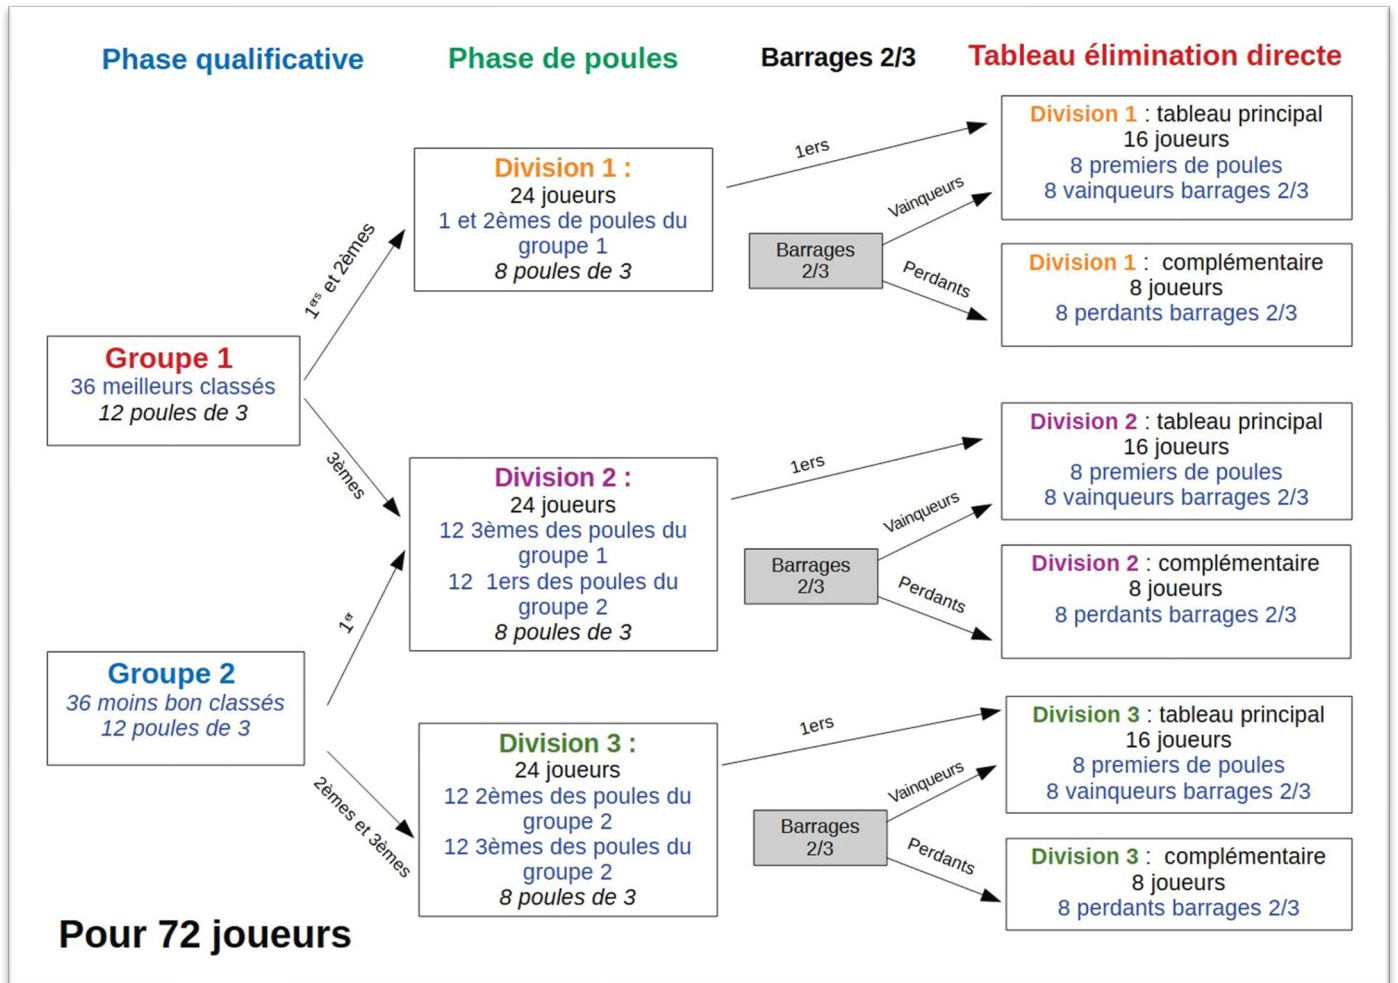 Phase qualificative
Phase de poules
Barrages 2/3
Tableau élimination directe
Groupe 1
36 meilleurs classés
12 poules de 3
1ers et 2èmes
3èmes
Groupe 2
36 moins bon classés
12 poules de 3
1er
2èmes et 3èmes
Division 1 :
24 joueurs
1 et 2èmes de poules du
groupe 1
8 poules de 3
1ers
Barrages
2/3
Vainqueurs
Perdants
Division 1 : tableau principal
16 joueurs
8 premiers de poules
8 vainqueurs barrages 2/3
Division 1 : complémentaire
8 joueurs
8 perdants barrages 2/3
Division 2 :
24 joueurs
12 3èmes des poules du
groupe 1
12 1ers des poules du
groupe 2
8 poules de 3
1ers
Barrages
2/3
Vainqueurs
Perdants
Division 2 : tableau principal
16 joueurs
8 premiers de poules
8 vainqueurs barrages 2/3
Division 2 : complémentaire
8 joueurs
8 perdants barrages 2/3
Division 3 :
24 joueurs
12 2èmes des poules du
groupe 2
12 3èmes des poules du
groupe 2
8 poules de 3
1ers
Barrages
2/3
Vainqueurs
Perdants
Division 3 : tableau principal
16 joueurs
8 premiers de poules
8 vainqueurs barrages 2/3
Division 3 : complémentaire
8 joueurs
8 perdants barrages 2/3
Pour 72 joueurs